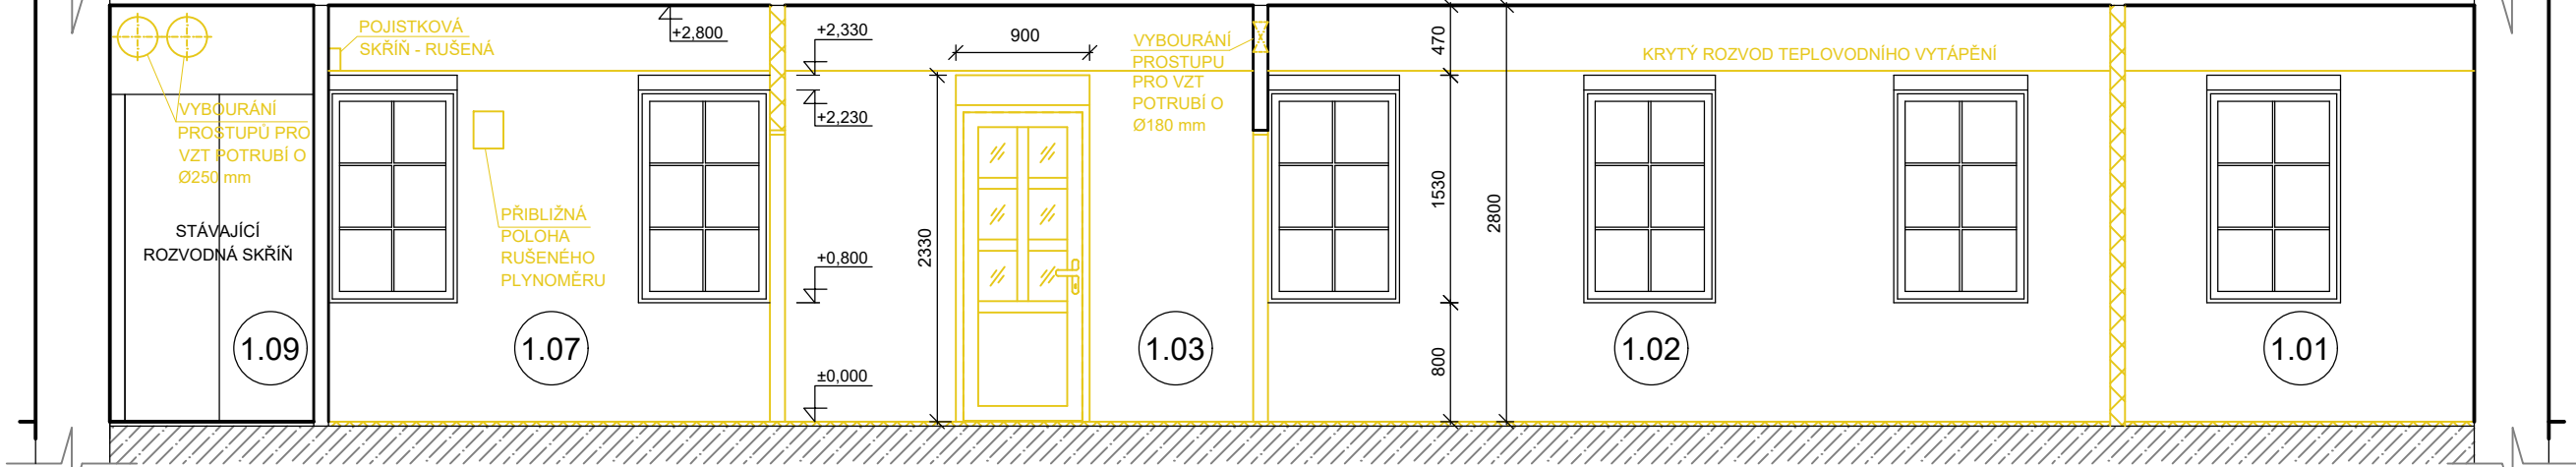 POJISTKOVÁ
SKŘÍŇ - RUŠENÁ
+2,800
+2,330
900
VYBOURÁNÍ
PROSTUPU
PRO VZT
POTRUBÍ O
Ø180 mm
470
KRYTÝ ROZVOD TEPLOVODNÍHO VYTÁPĚNÍ
VYBOURÁNÍ
PROSTUPŮ PRO
VZT POTRUBÍ O
Ø250 mm
+2,230
STÁVAJÍCÍ
ROZVODNÁ SKŘÍŇ
PŘIBLIŽNÁ
POLOHA
RUŠENÉHO
PLYNOMĚRU
+0,800
2330
1530
2800
1.09
1.07
±0,000
1.03
800
1.02
1.01